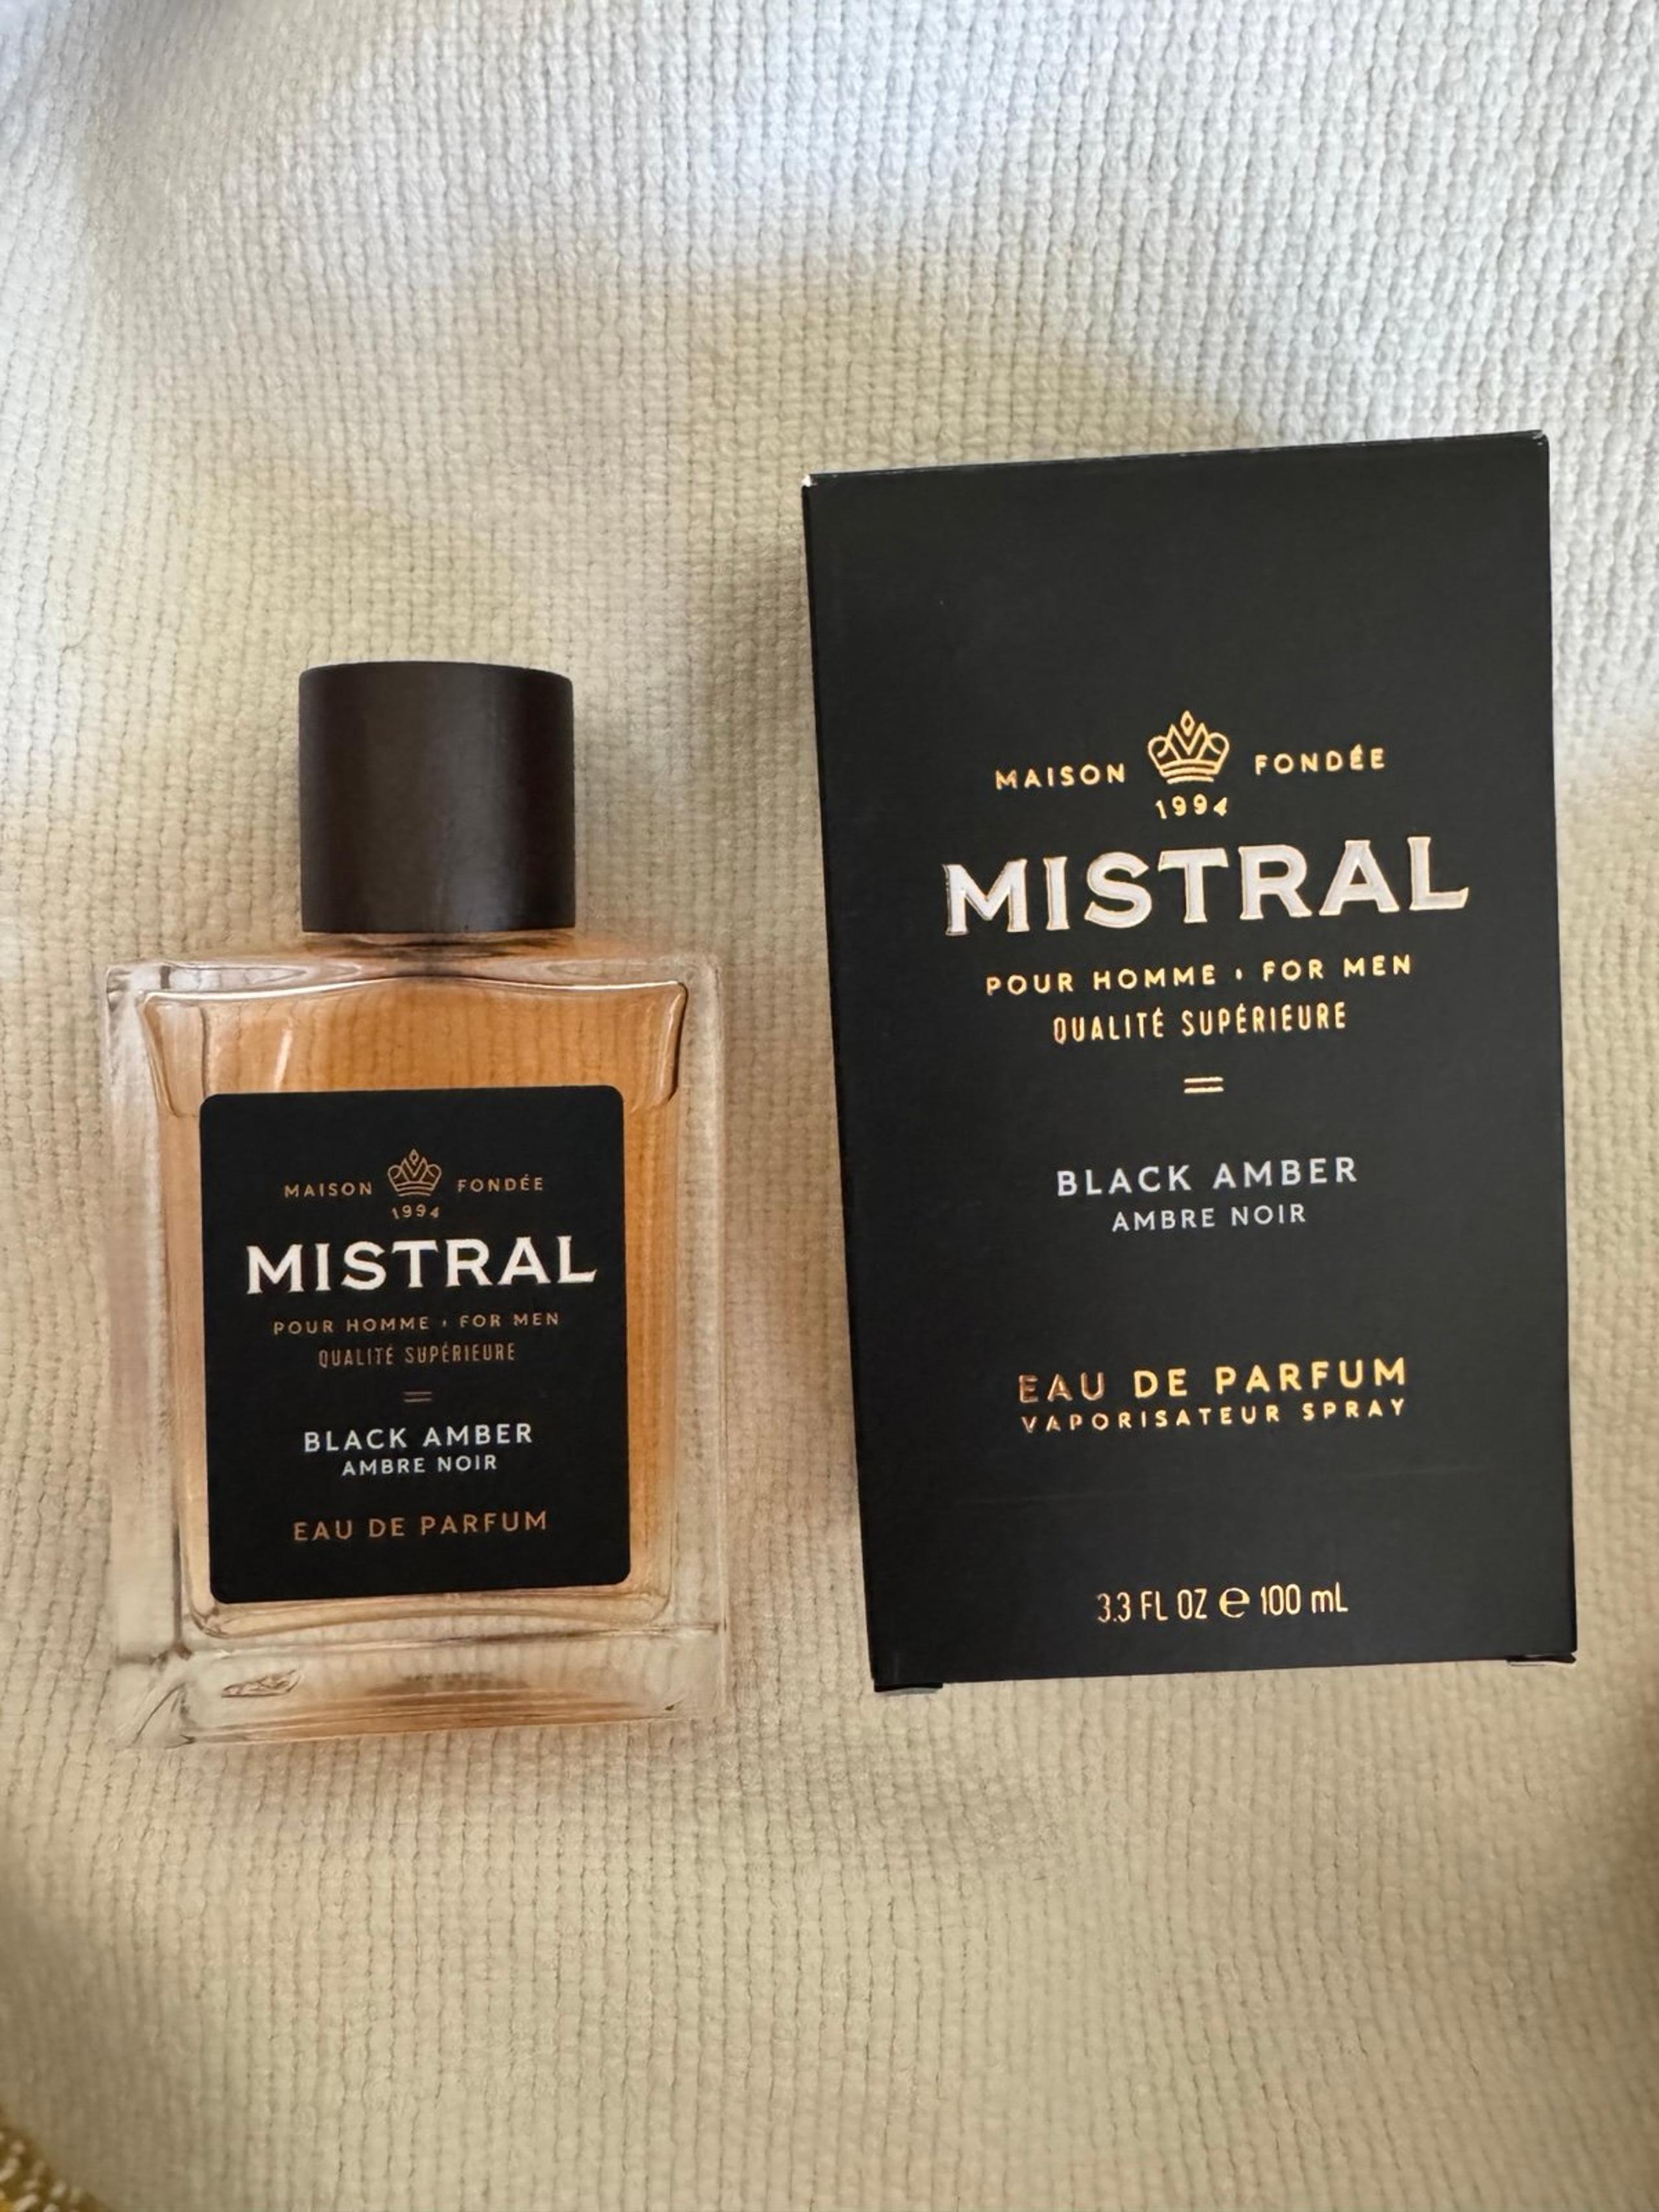 MAISON FONDÉE
1994
MISTRAL
POUR HOMME • FOR MEN
QUALITÉ SUPÉRIEURE
BLACK AMBER
AMBRE NOIR
EAU DE PARFUM
MAISON FONDÉE
1994
MISTRAL
POUR HOMME • FOR MEN
QUALITÉ SUPÉRIEURE
BLACK AMBER
AMBRE NOIR
EAU DE PARFUM
VAPORISATEUR SPRAY
3.3 FL OZ ℮ 100 mL